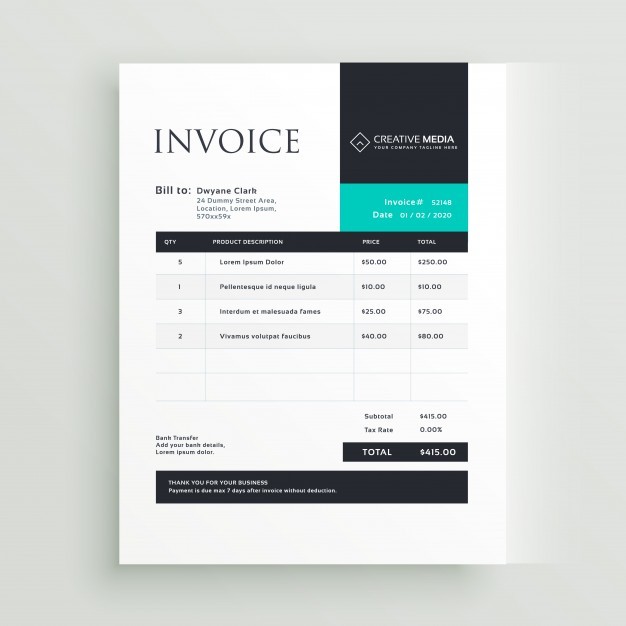 INVOICE
CREATIVE MEDIA
YOUR COMPANY TAGLINE HERE
Bill to: Dwyane Clark
24 Dummy Street Area,
Location, Lorem Ipsum,
570xx59x
Invoice# 52148
Date 01 / 02 / 2020
QTY PRODUCT DESCRIPTION PRICE TOTAL
5 Lorem Ipsum Dolor $50.00 $250.00
1 Pellentesque id neque ligula $10.00 $10.00
3 Interdum et malesuada fames $25.00 $75.00
2 Vivamus volutpat faucibus $40.00 $80.00
Subtotal $415.00
Tax Rate 0.00%
Bank Transfer
Add your bank details,
Lorem ipsum dolor.
TOTAL $415.00
THANK YOU FOR YOUR BUSINESS
Payment is due max 7 days after invoice without deduction.